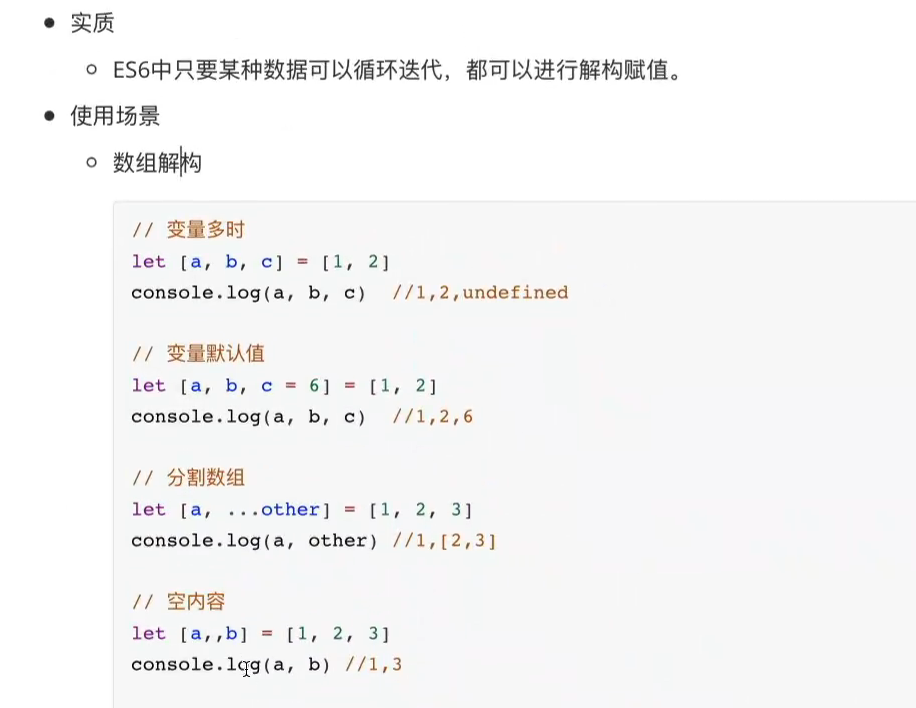 实质
ES6中只要某种数据可以循环迭代，都可以进行解构赋值。
使用场景
数组解构
// 变量多时
let [a, b, c] = [1, 2]
console.log(a, b, c)  //1,2,undefined
// 变量默认值
let [a, b, c = 6] = [1, 2]
console.log(a, b, c)  //1,2,6
// 分割数组
let [a, ...other] = [1, 2, 3]
console.log(a, other) //1,[2,3]
// 空内容
let [a,,b] = [1, 2, 3]
console.log(a, b) //1,3